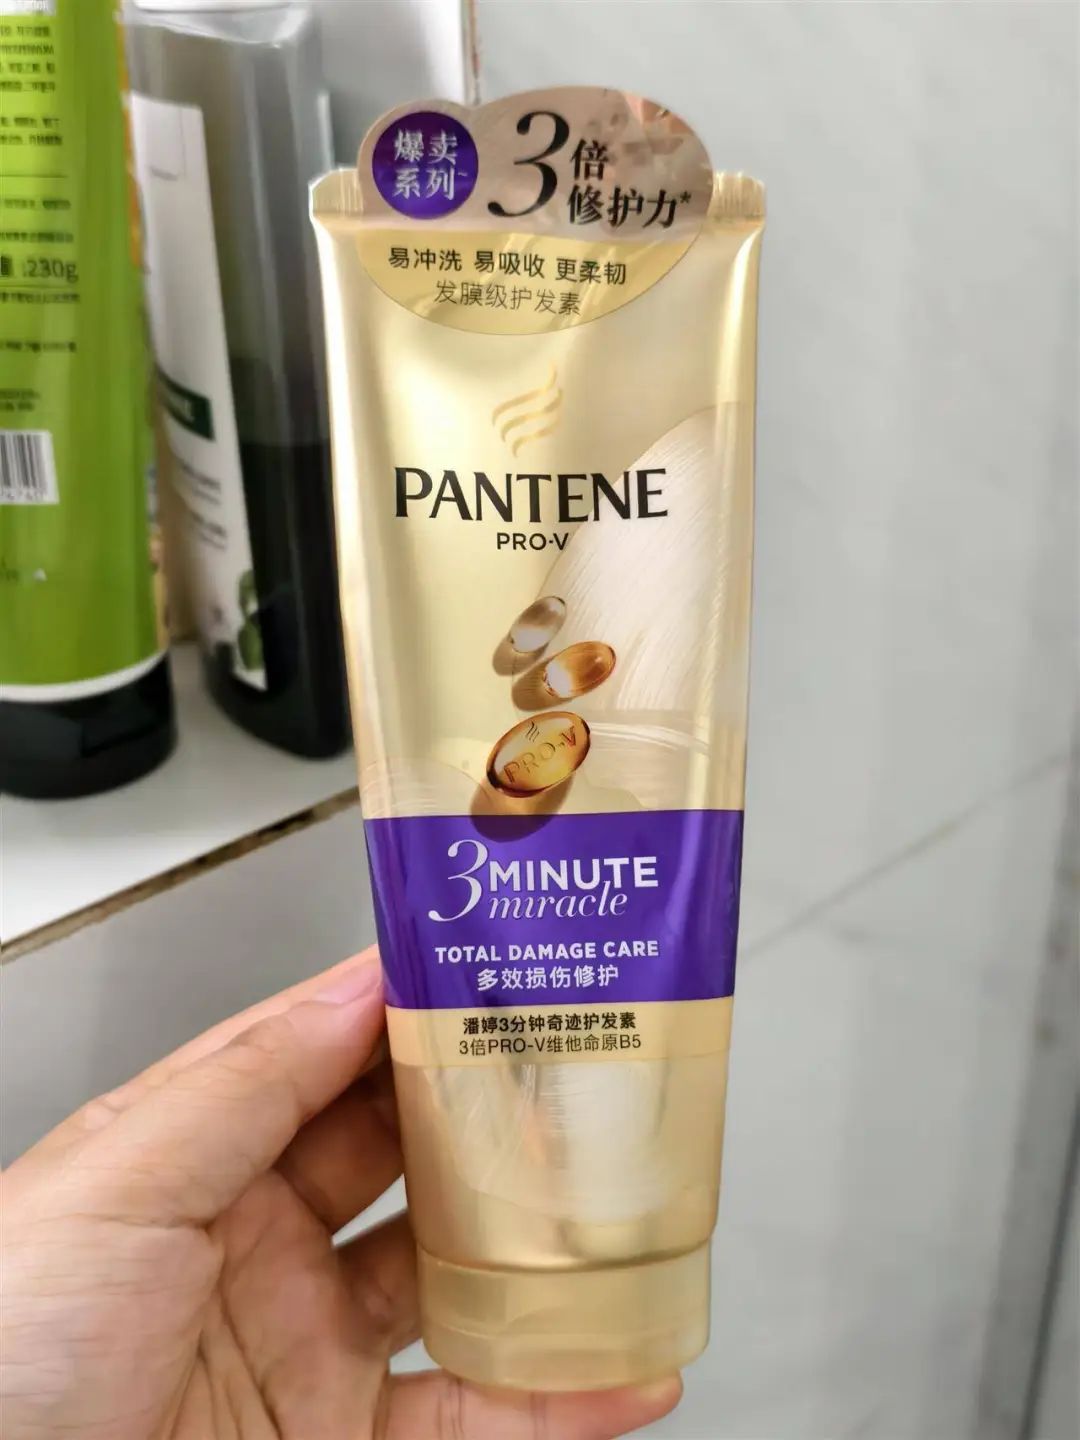 爆卖
系列~
3倍
修护力*
易冲洗 易吸收 更柔韧
发膜级护发素
PANTENE
PRO-V
PRO-V
3 MINUTE
miracle
TOTAL DAMAGE CARE
多效损伤修护
潘婷3分钟奇迹护发素
3倍PRO-V维他命原B5
:230g